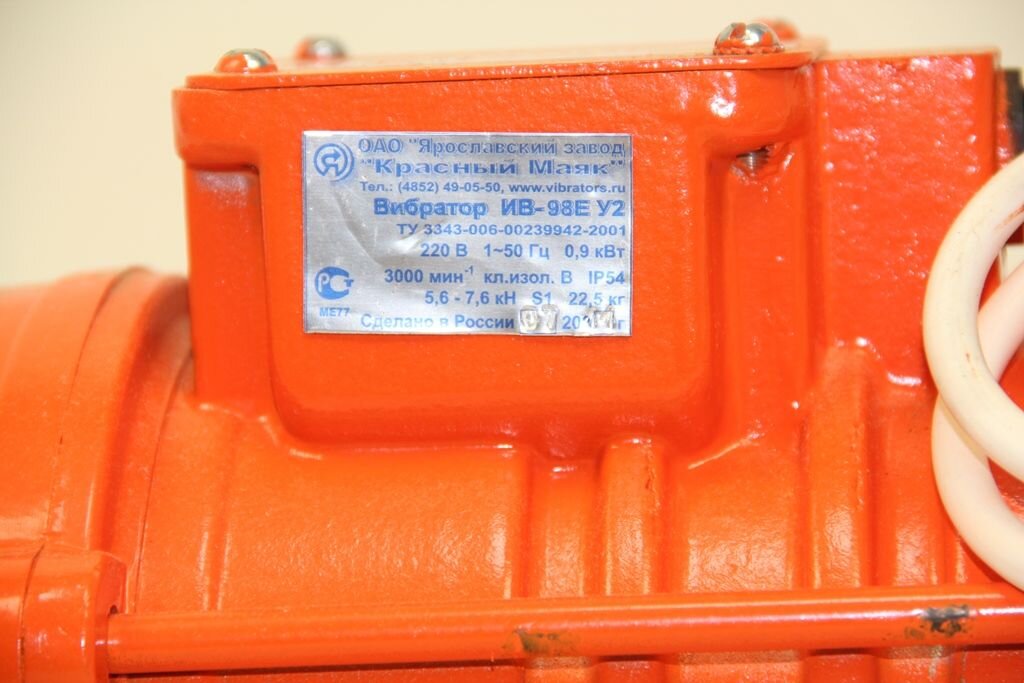 ОАО "Ярославский завод
"Красный Маяк"
Тел.: (4852) 49-05-50, www.vibrators.ru
Вибратор ИВ-98Е У2
ТУ 3343-006-00239942-2001
220 В 1~50 Гц 0,9 кВт
3000 мин⁻¹ кл.изол. В IP54
5,6 - 7,6 кН S1 22,5 кг
РСТ
МЕ77
Сделано в России г